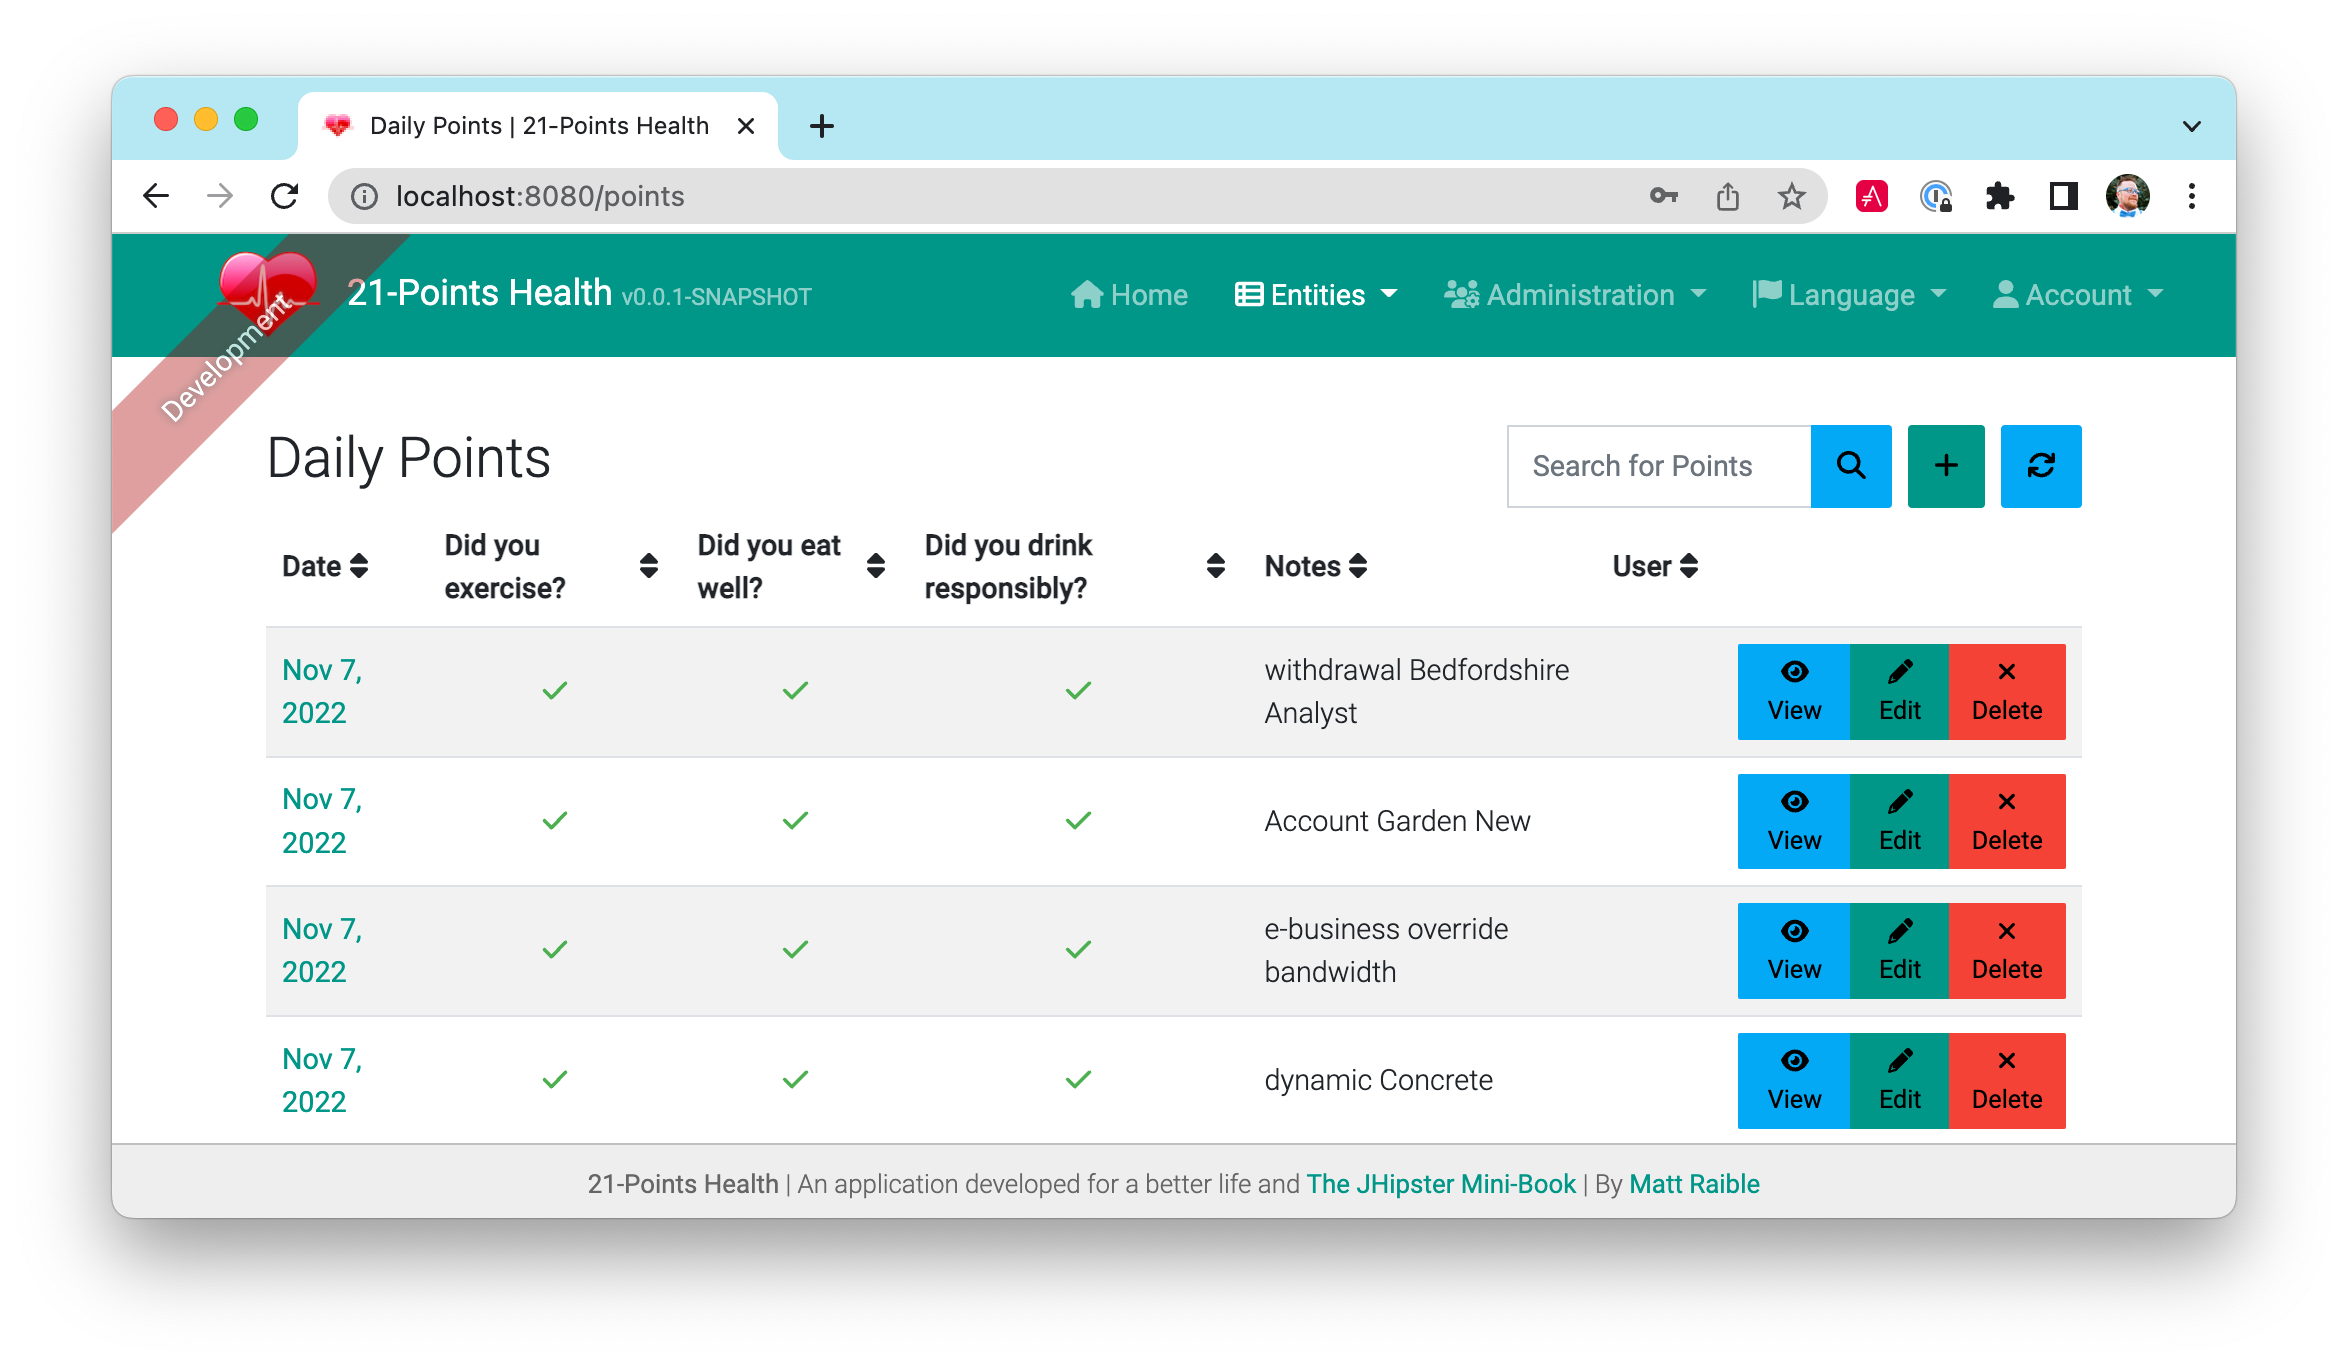 Daily Points | 21-Points Health
localhost:8080/points
Development
21-Points Health v0.0.1-SNAPSHOT
Home
Entities
Administration
Language
Account
Daily Points
Search for Points
Date
Did you
exercise?
Did you eat
well?
Did you drink
responsibly?
Notes
User
Nov 7,
2022
withdrawal Bedfordshire
Analyst
View
Edit
Delete
Nov 7,
2022
Account Garden New
View
Edit
Delete
Nov 7,
2022
e-business override
bandwidth
View
Edit
Delete
Nov 7,
2022
dynamic Concrete
View
Edit
Delete
21-Points Health | An application developed for a better life and The JHipster Mini-Book | By Matt Raible